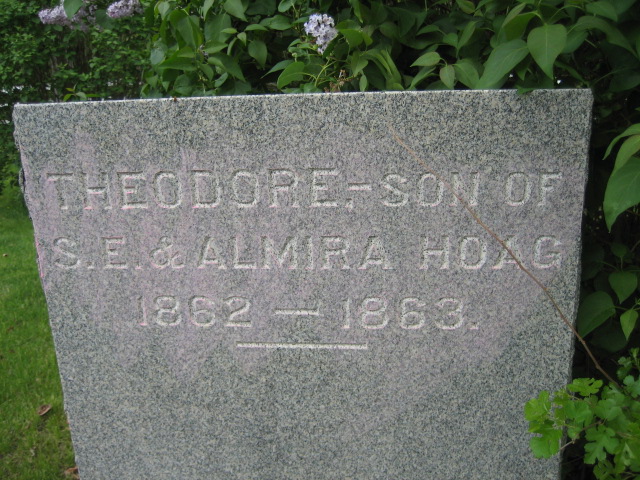 THEODORE.-SON OF
S.E. & ALMIRA HOAG
1862 — 1863.